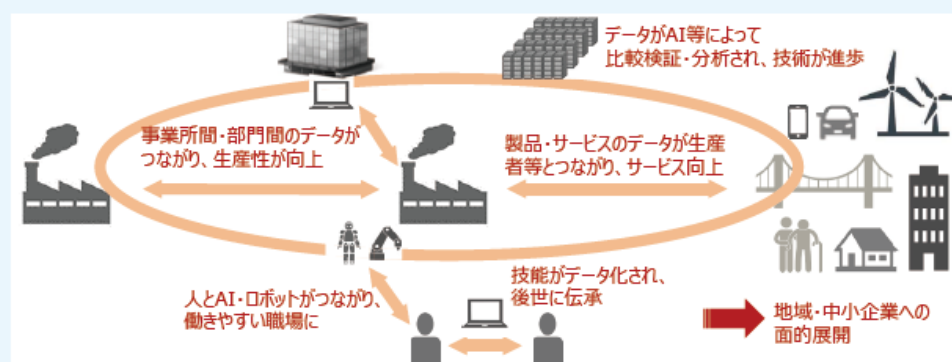 データがAI等によって
比較検証・分析され、技術が進歩
事業所間・部門間のデータが
つながり、生産性が向上
製品・サービスのデータが生産
者等とつながり、サービス向上
人とAI・ロボットがつながり、
働きやすい職場に
技能がデータ化され、
後世に伝承
地域・中小企業への
面的展開